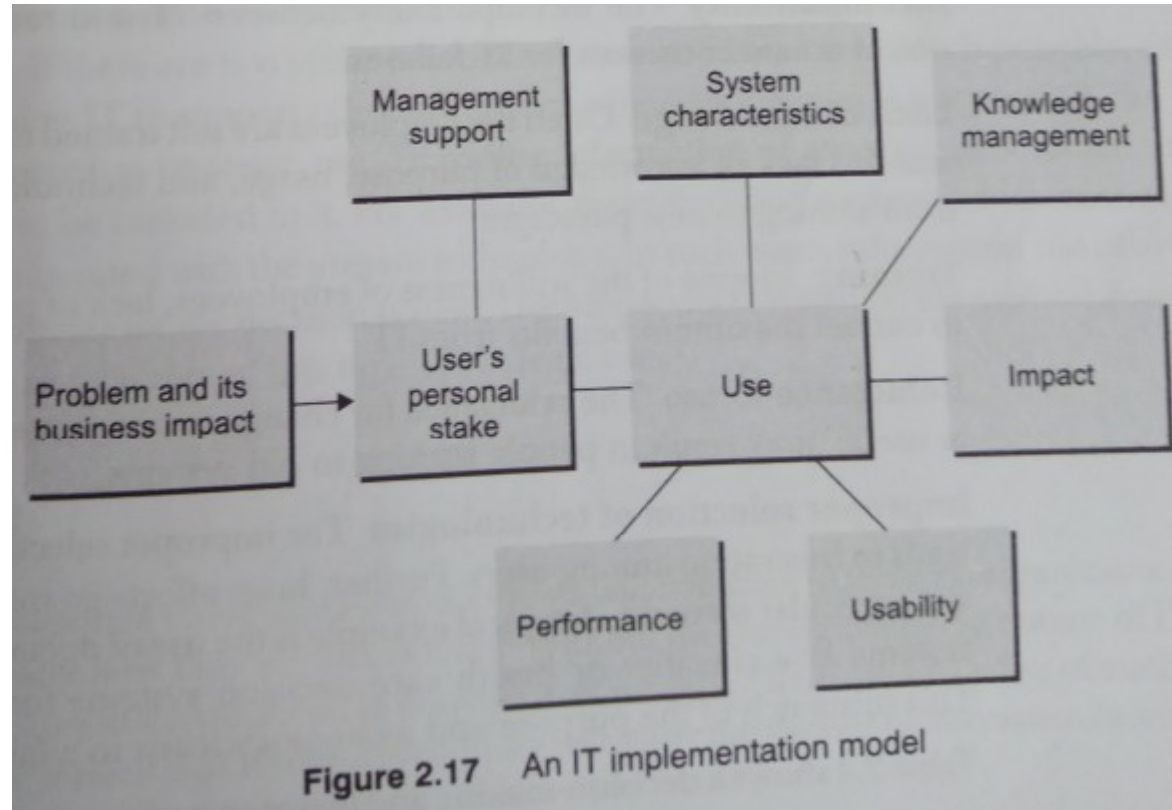 Management
support
System
characteristics
Knowledge
management
Problem and its
business impact
User's
personal
stake
Use
Impact
Performance
Usability
Figure 2.17 An IT implementation model